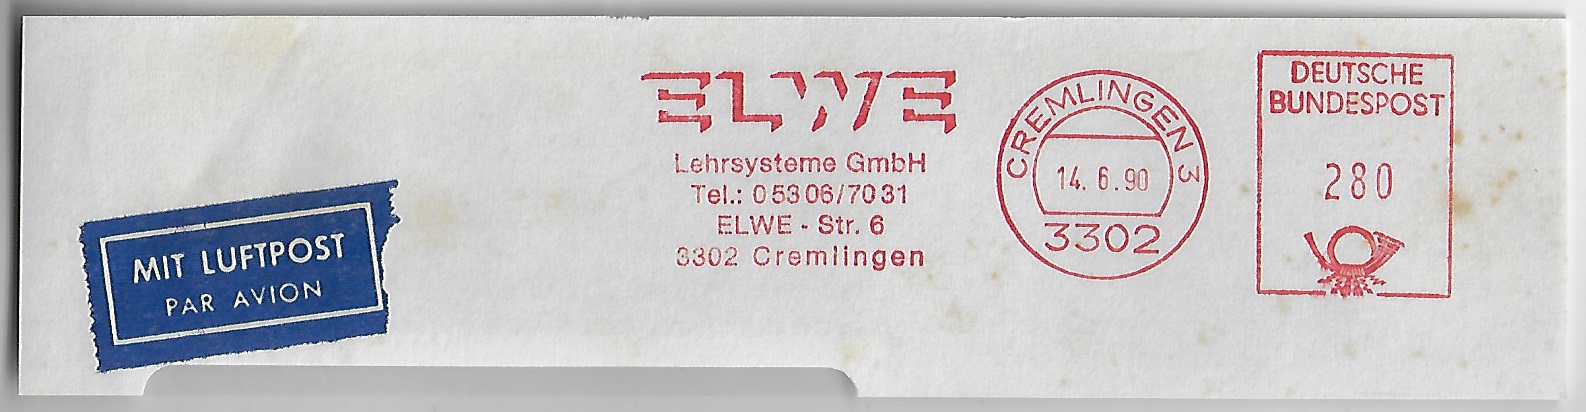 ELWE
Lehrsysteme GmbH
Tel.: 05306/7031
ELWE - Str. 6
3302 Cremlingen
CREMLINGEN 3
14. 6.90
3302
DEUTSCHE
BUNDESPOST
280
MIT LUFTPOST
PAR AVION